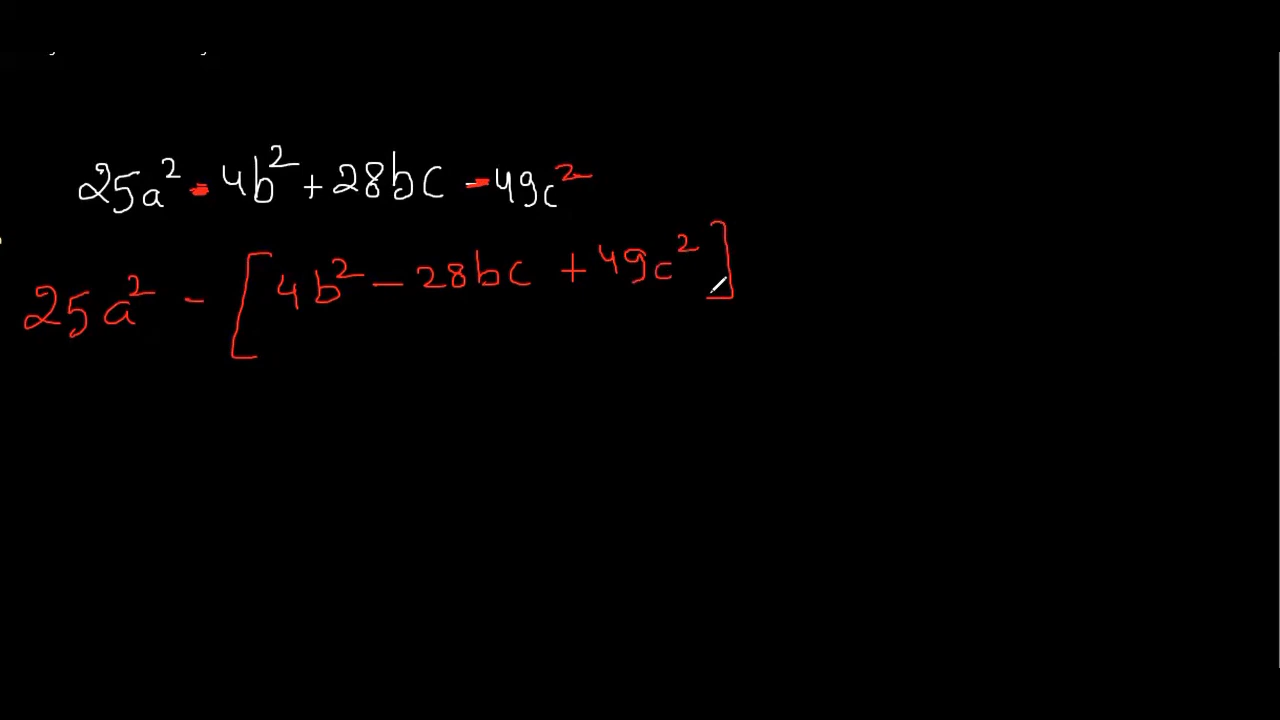 25a² - 4b² + 28bc - 49c²
25a² - [4b² - 28bc + 49c²]